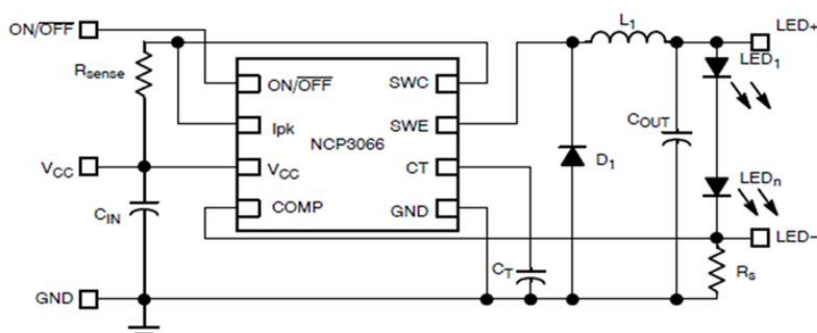 ON/OFF
L1
LED+
Rsense
ON/OFF
SWC
LED1
Ipk
SWE
COUT
NCP3066
VCC
VCC
CT
D1
LEDn
CIN
COMP
GND
LED-
CT
Rs
GND